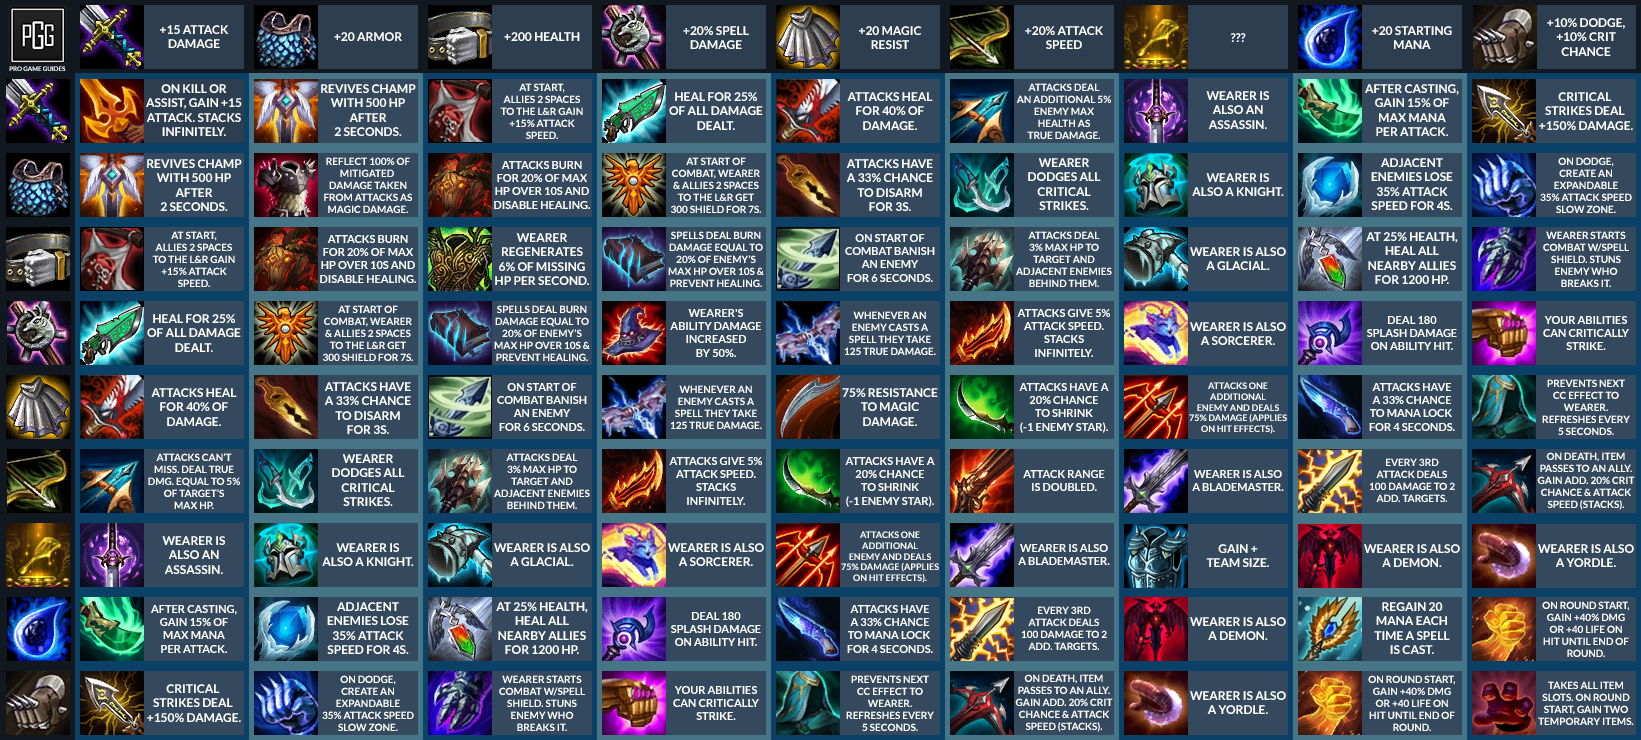 PGG
PRO GAME GUIDES
+15 ATTACK
DAMAGE
+20 ARMOR
+200 HEALTH
+20% SPELL
DAMAGE
+20 MAGIC
RESIST
+20% ATTACK
SPEED
???
+20 STARTING
MANA
+10% DODGE,
+10% CRIT
CHANCE
ON KILL OR
ASSIST, GAIN +15
ATTACK. STACKS
INFINITELY.
REVIVES CHAMP
WITH 500 HP
AFTER
2 SECONDS.
AT START,
ALLIES 2 SPACES
TO THE L&R GAIN
+15% ATTACK
SPEED.
HEAL FOR 25%
OF ALL DAMAGE
DEALT.
ATTACKS HEAL
FOR 40% OF
DAMAGE.
ATTACKS DEAL
AN ADDITIONAL 5%
ENEMY MAX
HEALTH AS
TRUE DAMAGE.
WEARER IS
ALSO AN
ASSASSIN.
AFTER CASTING,
GAIN 15% OF
MAX MANA
PER ATTACK.
CRITICAL
STRIKES DEAL
+150% DAMAGE.
REVIVES CHAMP
WITH 500 HP
AFTER
2 SECONDS.
REFLECT 100% OF
MITIGATED
DAMAGE TAKEN
FROM ATTACKS AS
MAGIC DAMAGE.
ATTACKS BURN
FOR 20% OF MAX
HP OVER 10S AND
DISABLE HEALING.
AT START OF
COMBAT, WEARER
& ALLIES 2 SPACES
TO THE L&R GET
300 SHIELD FOR 7S.
ATTACKS HAVE
A 33% CHANCE
TO DISARM
FOR 3S.
WEARER
DODGES ALL
CRITICAL
STRIKES.
WEARER IS
ALSO A KNIGHT.
ADJACENT
ENEMIES LOSE
35% ATTACK
SPEED FOR 4S.
ON DODGE,
CREATE AN
EXPANDABLE
35% ATTACK SPEED
SLOW ZONE.
AT START,
ALLIES 2 SPACES
TO THE L&R GAIN
+15% ATTACK
SPEED.
ATTACKS BURN
FOR 20% OF MAX
HP OVER 10S AND
DISABLE HEALING.
WEARER
REGENERATES
6% OF MISSING
HP PER SECOND.
SPELLS DEAL BURN
DAMAGE EQUAL TO
20% OF ENEMY'S
MAX HP OVER 10S &
PREVENT HEALING.
ON START OF
COMBAT BANISH
AN ENEMY
FOR 6 SECONDS.
ATTACKS DEAL
3% MAX HP TO
TARGET AND
ADJACENT ENEMIES
BEHIND THEM.
WEARER IS ALSO
A GLACIAL.
AT 25% HEALTH,
HEAL ALL
NEARBY ALLIES
FOR 1200 HP.
WEARER STARTS
COMBAT W/SPELL
SHIELD. STUNS
ENEMY WHO
BREAKS IT.
HEAL FOR 25%
OF ALL DAMAGE
DEALT.
AT START OF
COMBAT, WEARER
& ALLIES 2 SPACES
TO THE L&R GET
300 SHIELD FOR 7S.
SPELLS DEAL BURN
DAMAGE EQUAL TO
20% OF ENEMY'S
MAX HP OVER 10S &
PREVENT HEALING.
WEARER'S
ABILITY DAMAGE
INCREASED
BY 50%.
WHENEVER AN
ENEMY CASTS A
SPELL THEY TAKE
125 TRUE DAMAGE.
ATTACKS GIVE 5%
ATTACK SPEED.
STACKS
INFINITELY.
WEARER IS ALSO
A SORCERER.
DEAL 180
SPLASH DAMAGE
ON ABILITY HIT.
YOUR ABILITIES
CAN CRITICALLY
STRIKE.
ATTACKS HEAL
FOR 40% OF
DAMAGE.
ATTACKS HAVE
A 33% CHANCE
TO DISARM
FOR 3S.
ON START OF
COMBAT BANISH
AN ENEMY
FOR 6 SECONDS.
WHENEVER AN
ENEMY CASTS A
SPELL THEY TAKE
125 TRUE DAMAGE.
75% RESISTANCE
TO MAGIC
DAMAGE.
ATTACKS HAVE A
20% CHANCE
TO SHRINK
(-1 ENEMY STAR).
ATTACKS ONE
ADDITIONAL
ENEMY AND DEALS
75% DAMAGE (APPLIES
ON HIT EFFECTS).
ATTACKS HAVE
A 33% CHANCE
TO MANA LOCK
FOR 4 SECONDS.
PREVENTS NEXT
CC EFFECT TO
WEARER.
REFRESHES EVERY
5 SECONDS.
ATTACKS CAN'T
MISS. DEAL TRUE
DMG. EQUAL TO 5%
OF TARGET'S
MAX HP.
WEARER
DODGES ALL
CRITICAL
STRIKES.
ATTACKS DEAL
3% MAX HP TO
TARGET AND
ADJACENT ENEMIES
BEHIND THEM.
ATTACKS GIVE 5%
ATTACK SPEED.
STACKS
INFINITELY.
ATTACKS HAVE A
20% CHANCE
TO SHRINK
(-1 ENEMY STAR).
ATTACK RANGE
IS DOUBLED.
WEARER IS ALSO
A BLADEMASTER.
EVERY 3RD
ATTACK DEALS
100 DAMAGE TO 2
ADD. TARGETS.
ON DEATH, ITEM
PASSES TO AN ALLY.
GAIN ADD. 20% CRIT
CHANCE & ATTACK
SPEED (STACKS).
WEARER IS
ALSO AN
ASSASSIN.
WEARER IS
ALSO A KNIGHT.
WEARER IS ALSO
A GLACIAL.
WEARER IS ALSO
A SORCERER.
ATTACKS ONE
ADDITIONAL
ENEMY AND DEALS
75% DAMAGE (APPLIES
ON HIT EFFECTS).
WEARER IS ALSO
A BLADEMASTER.
GAIN +
TEAM SIZE.
WEARER IS ALSO
A DEMON.
WEARER IS ALSO
A YORDLE.
AFTER CASTING,
GAIN 15% OF
MAX MANA
PER ATTACK.
ADJACENT
ENEMIES LOSE
35% ATTACK
SPEED FOR 4S.
AT 25% HEALTH,
HEAL ALL
NEARBY ALLIES
FOR 1200 HP.
DEAL 180
SPLASH DAMAGE
ON ABILITY HIT.
ATTACKS HAVE
A 33% CHANCE
TO MANA LOCK
FOR 4 SECONDS.
EVERY 3RD
ATTACK DEALS
100 DAMAGE TO 2
ADD. TARGETS.
WEARER IS ALSO
A DEMON.
REGAIN 20
MANA EACH
TIME A SPELL
IS CAST.
ON ROUND START,
GAIN +40% DMG
OR +40 LIFE ON
HIT UNTIL END OF
ROUND.
CRITICAL
STRIKES DEAL
+150% DAMAGE.
ON DODGE,
CREATE AN
EXPANDABLE
35% ATTACK SPEED
SLOW ZONE.
WEARER STARTS
COMBAT W/SPELL
SHIELD. STUNS
ENEMY WHO
BREAKS IT.
YOUR ABILITIES
CAN CRITICALLY
STRIKE.
PREVENTS NEXT
CC EFFECT TO
WEARER.
REFRESHES EVERY
5 SECONDS.
ON DEATH, ITEM
PASSES TO AN ALLY.
GAIN ADD. 20% CRIT
CHANCE & ATTACK
SPEED (STACKS).
WEARER IS ALSO
A YORDLE.
ON ROUND START,
GAIN +40% DMG
OR +40 LIFE ON
HIT UNTIL END OF
ROUND.
TAKES ALL ITEM
SLOTS. ON ROUND
START, GAIN TWO
TEMPORARY ITEMS.